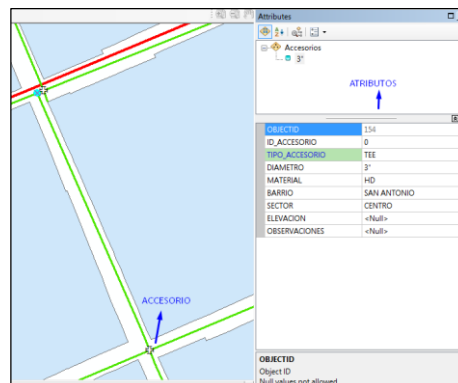 Attributes
Accesorios
3"
ATRIBUTOS
OBJECTID 154
ID_ACCESORIO 0
TIPO_ACCESORIO TEE
DIAMETRO 3"
MATERIAL HD
BARRIO SAN ANTONIO
SECTOR CENTRO
ELEVACION <Null>
OBSERVACIONES <Null>
ACCESORIO
OBJECTID
Object ID
Null values not allowed